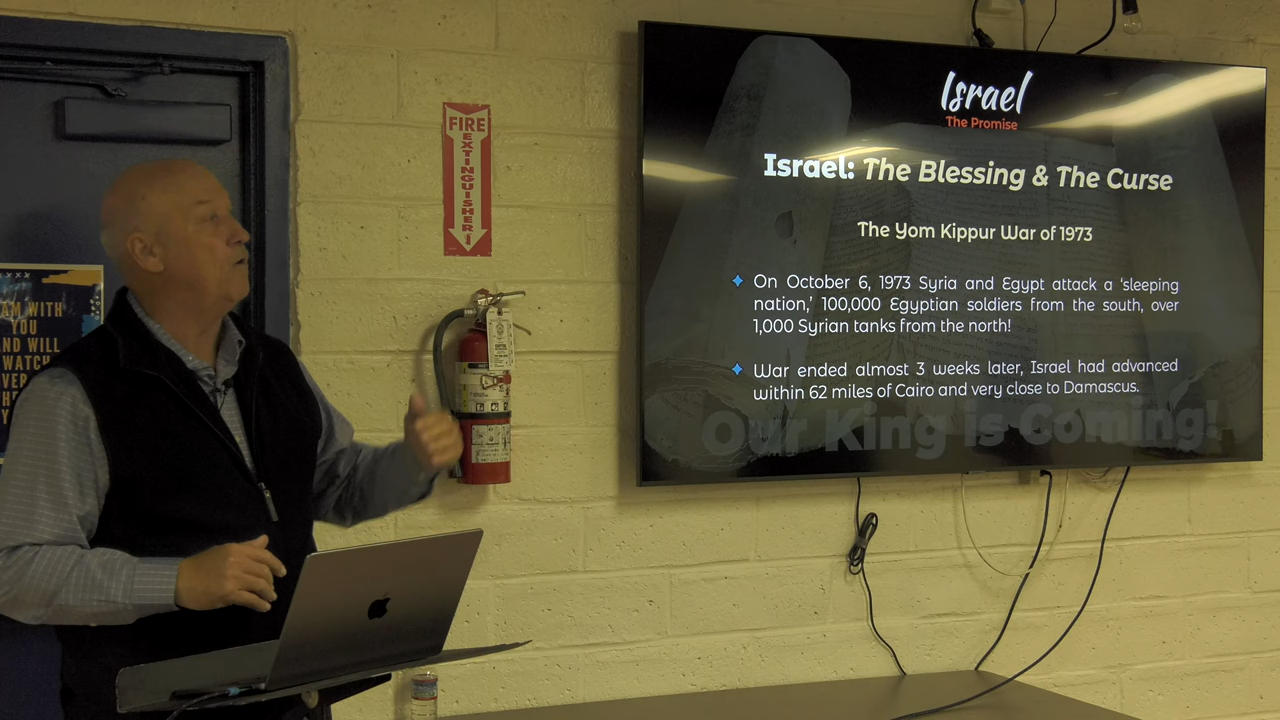 Israel
The Promise
Israel: The Blessing & The Curse
The Yom Kippur War of 1973
On October 6, 1973 Syria and Egypt attack a ‘sleeping
nation,’ 100,000 Egyptian soldiers from the south, over
1,000 Syrian tanks from the north!
War ended almost 3 weeks later, Israel had advanced
within 62 miles of Cairo and very close to Damascus.
Our King is Coming!
FIRE
EXTINGUISHER
AM WITH
YOU
AND WILL
WATCH